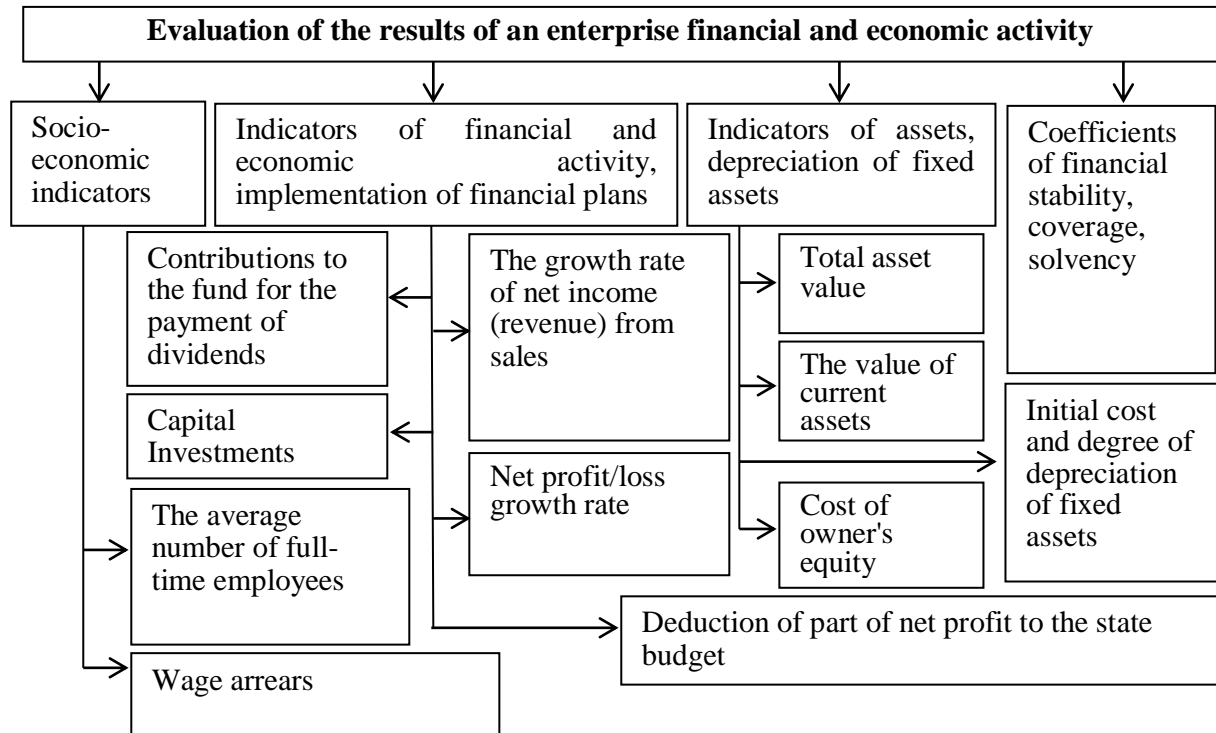 Evaluation of the results of an enterprise financial and economic activity
Socio-
economic
indicators
Indicators of financial and
economic activity,
implementation of financial plans
Indicators of assets,
depreciation of fixed
assets
Coefficients
of financial
stability,
coverage,
solvency
Contributions to
the fund for the
payment of
dividends
The growth rate
of net income
(revenue) from
sales
Total asset
value
The value of
current
assets
Capital
Investments
Initial cost
and degree of
depreciation
of fixed
assets
Net profit/loss
growth rate
The average
number of full-
time employees
Cost of
owner's
equity
Deduction of part of net profit to the state
budget
Wage arrears